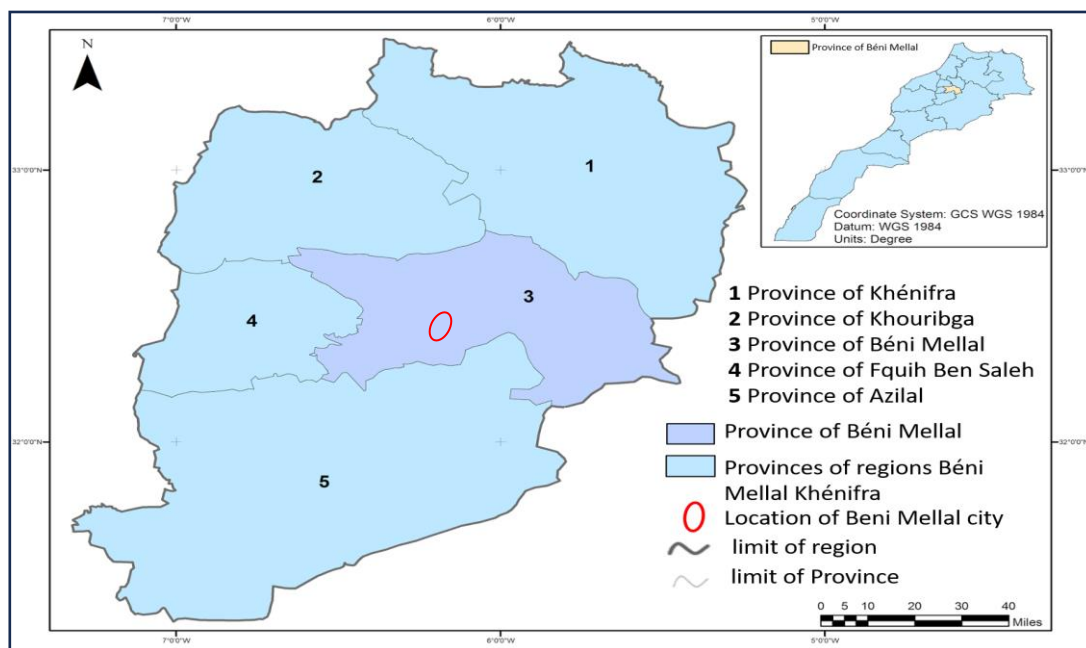 7°0'0"W 6°0'0"W 5°0'0"W
N
Province of Béni Mellal
Coordinate System: GCS WGS 1984
Datum: WGS 1984
Units: Degree
33°0'0"N 33°0'0"N
1
2
3
4
5
1 Province of Khénifra
2 Province of Khouribga
3 Province of Béni Mellal
4 Province of Fquih Ben Saleh
5 Province of Azilal
Province of Béni Mellal
32°0'0"N 32°0'0"N
Provinces of regions Béni
Mellal Khénifra
Location of Beni Mellal city
limit of region
limit of Province
0 5 10 20 30 40
Miles
7°0'0"W 6°0'0"W 5°0'0"W